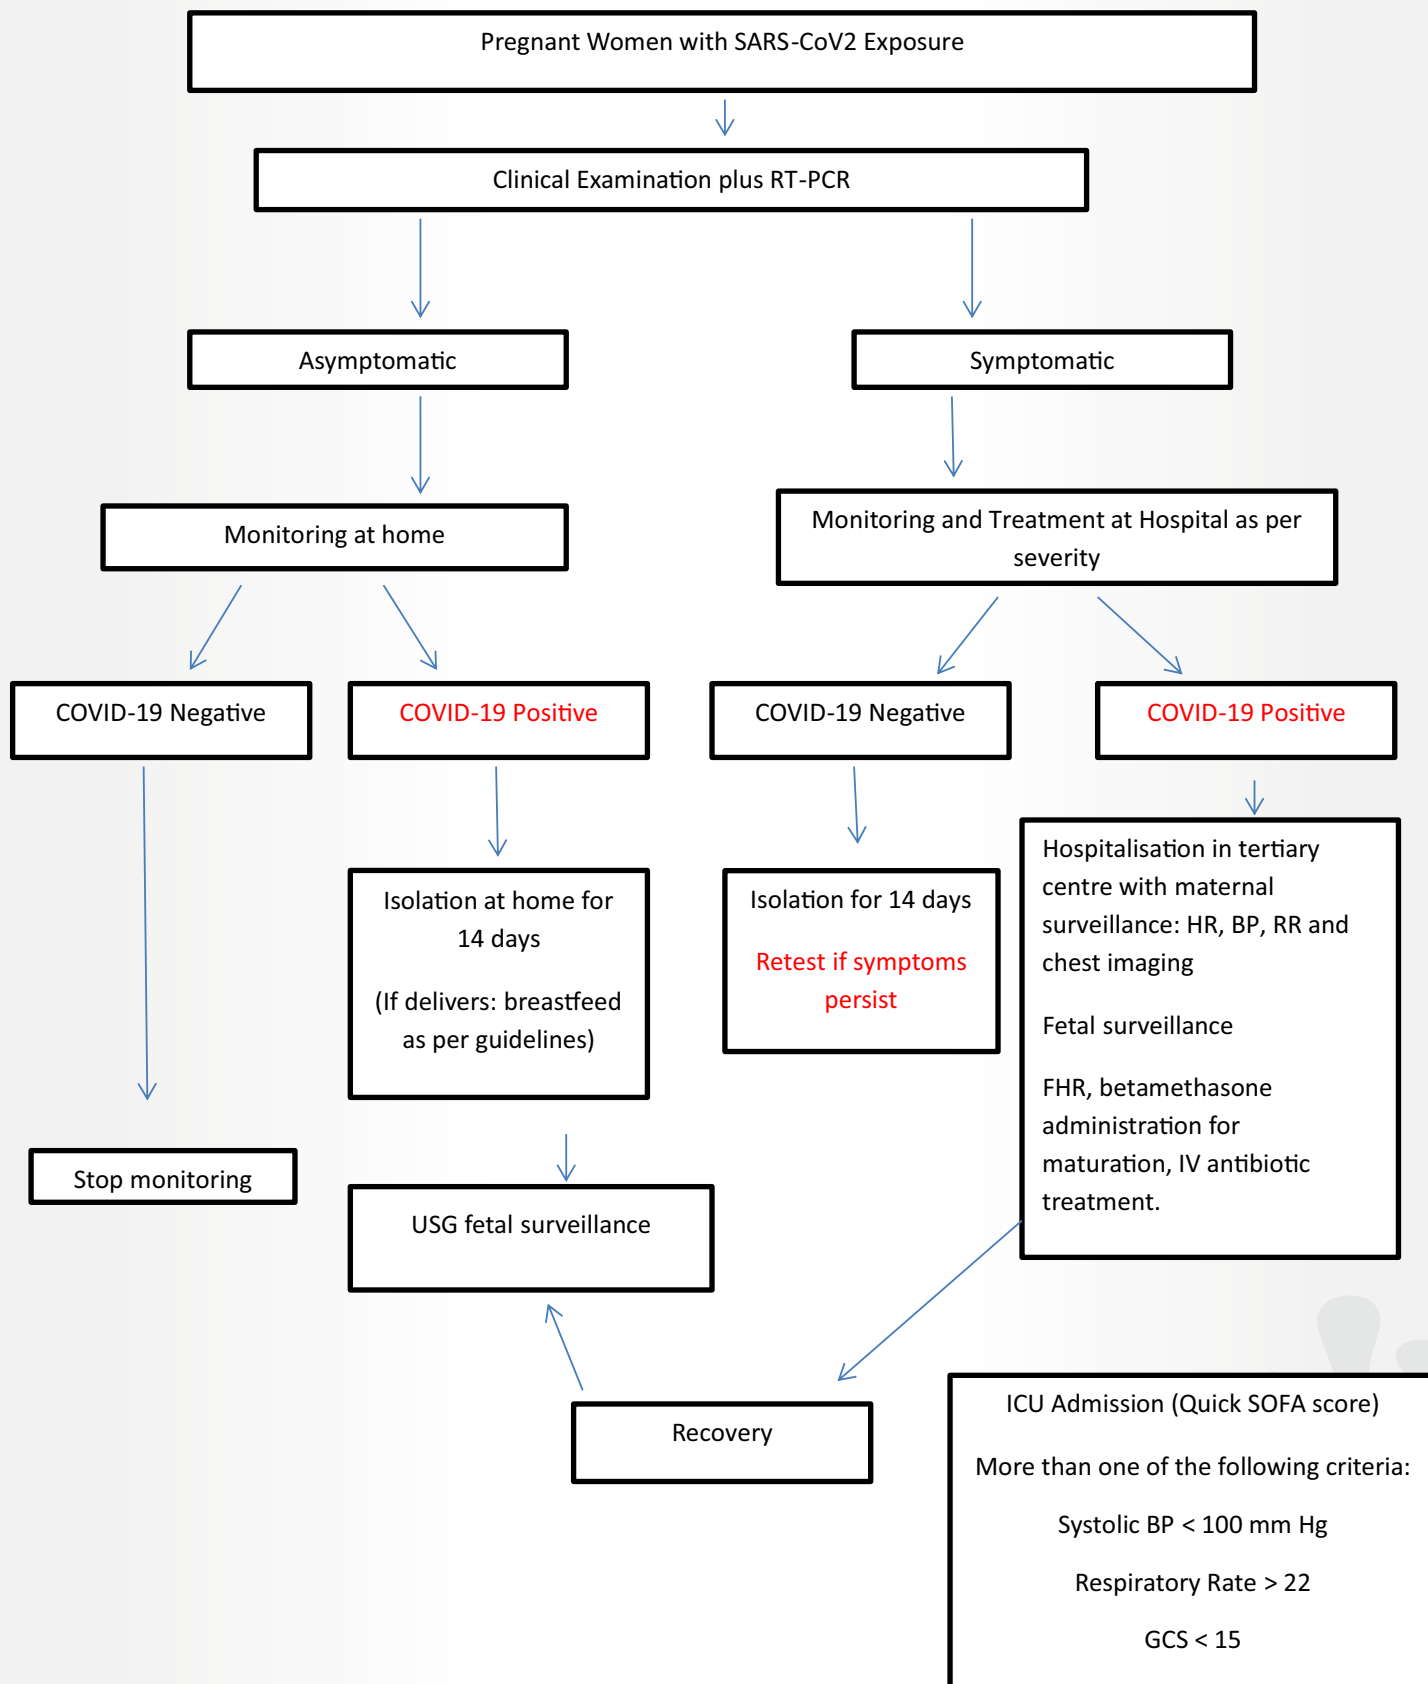 Pregnant Women with SARS-CoV2 Exposure
Clinical Examination plus RT-PCR
Asymptomatic
Symptomatic
Monitoring at home
Monitoring and Treatment at Hospital as per
severity
COVID-19 Negative
COVID-19 Positive
COVID-19 Negative
COVID-19 Positive
Stop monitoring
Isolation at home for
14 days
(If delivers: breastfeed
as per guidelines)
USG fetal surveillance
Isolation for 14 days
Retest if symptoms
persist
Hospitalisation in tertiary
centre with maternal
surveillance: HR, BP, RR and
chest imaging
Fetal surveillance
FHR, betamethasone
administration for
maturation, IV antibiotic
treatment.
Recovery
ICU Admission (Quick SOFA score)
More than one of the following criteria:
Systolic BP < 100 mm Hg
Respiratory Rate > 22
GCS < 15